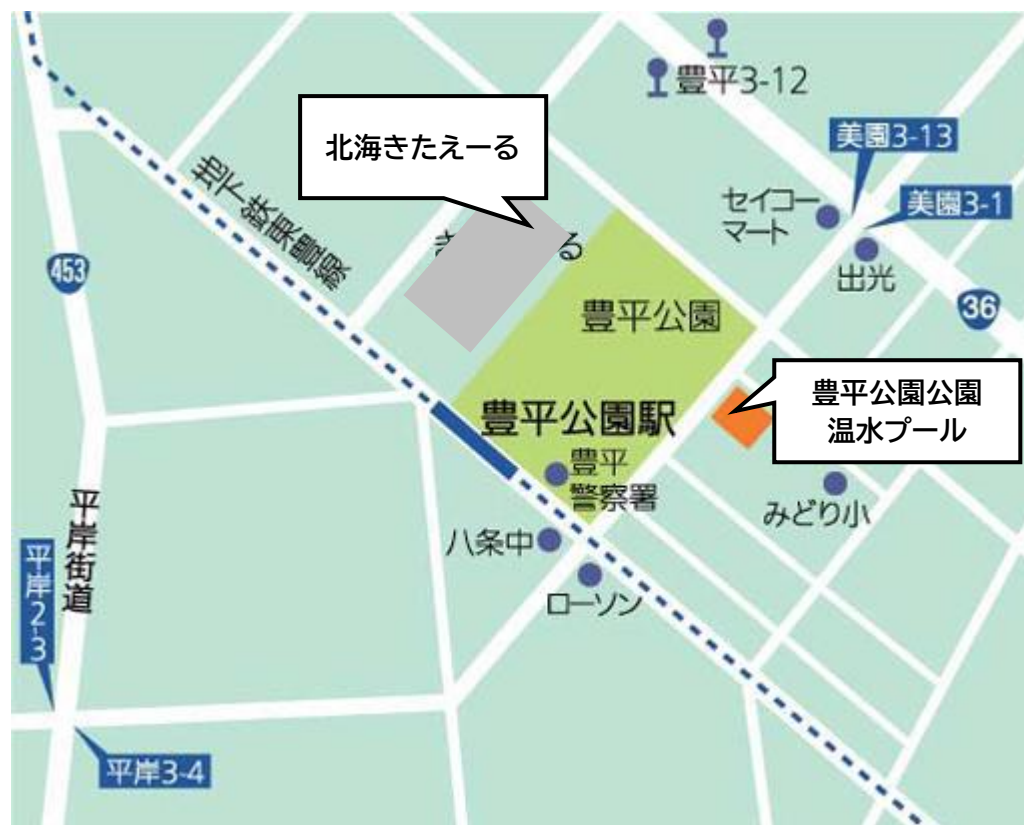 豊平3-12
北海きたえーる
美園3-13
セイコー
マート
美園3-1
地下鉄東豊線
き
る
出光
453
36
豊平公園
豊平公園公園
温水プール
豊平公園駅
豊平
警察署
みどり小
平岸街道
八条中
平岸2-3
ローソン
平岸3-4